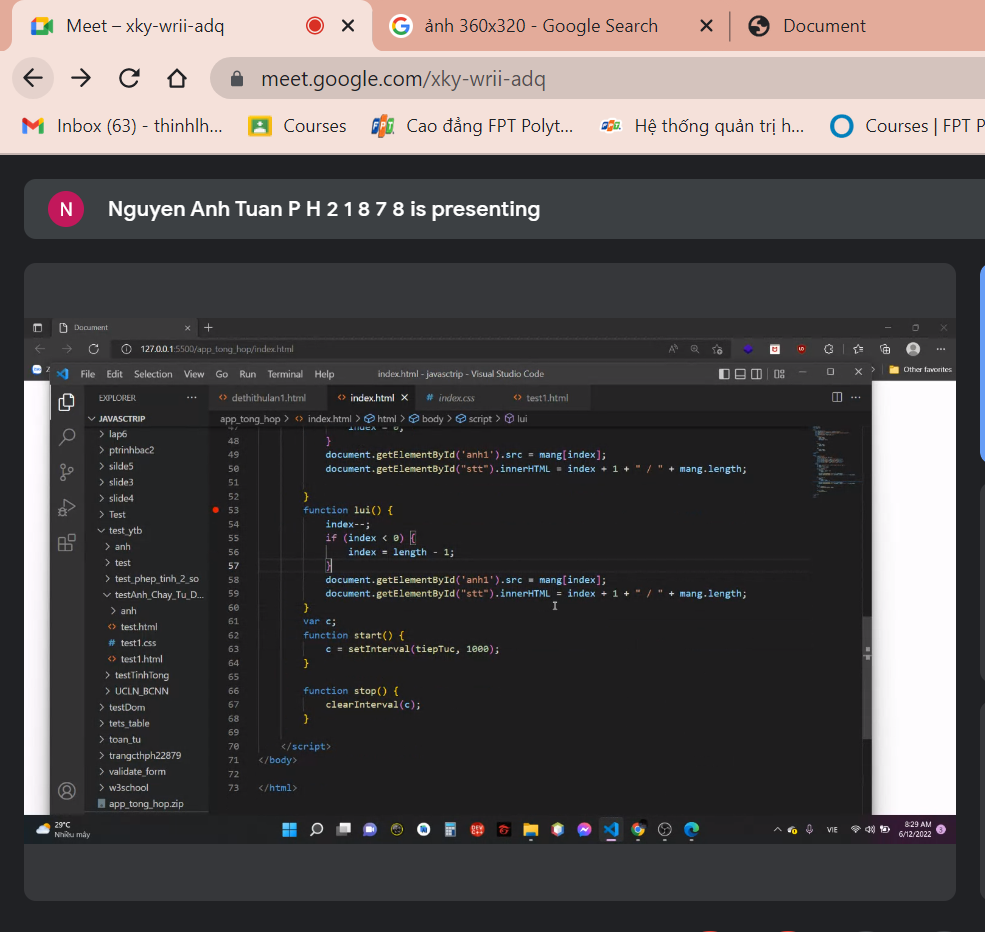 Meet – xky-wrii-adq
ảnh 360x320 - Google Search
Document
meet.google.com/xky-wrii-adq
Inbox (63) - thinhlh...
Courses
Cao đẳng FPT Polyt...
Hệ thống quản trị h...
Courses | FPT P
N
Nguyen Anh Tuan P H 2 1 8 7 8 is presenting
Document
127.0.0.1:5500/app_tong_hop/index.html
Other favorites
File Edit Selection View Go Run Terminal Help
index.html - javasctrip - Visual Studio Code
EXPLORER
dethithulan1.html
index.html
index.css
test1.html
JAVASCTRIP
app_tong_hop > index.html > html > body > script > lui
lap6
ptrinhbac2
silde5
slide3
slide4
Test
test_ytb
anh
test
test_phep_tinh_2_so
testAnh_Chay_Tu_D...
anh
test.html
test1.css
test1.html
testTinhTong
UCLN_BCNN
testDom
tets_table
toan_tu
trangcthph22879
validate_form
w3school
app_tong_hop.zip
47 index = 0;
48 }
49 document.getElementById('anh1').src = mang[index];
50 document.getElementById("stt").innerHTML = index + 1 + " / " + mang.length;
51
52 }
53 function lui() {
54 index--;
55 if (index < 0) {
56 index = length - 1;
57 }
58 document.getElementById('anh1').src = mang[index];
59 document.getElementById("stt").innerHTML = index + 1 + " / " + mang.length;
60 }
61 var c;
62 function start() {
63 c = setInterval(tiepTuc, 1000);
64 }
65
66 function stop() {
67 clearInterval(c);
68 }
69
70 </script>
71 </body>
72
73 </html>
29°C
Nhiều mây
VIE
8:29 AM
6/12/2022
3